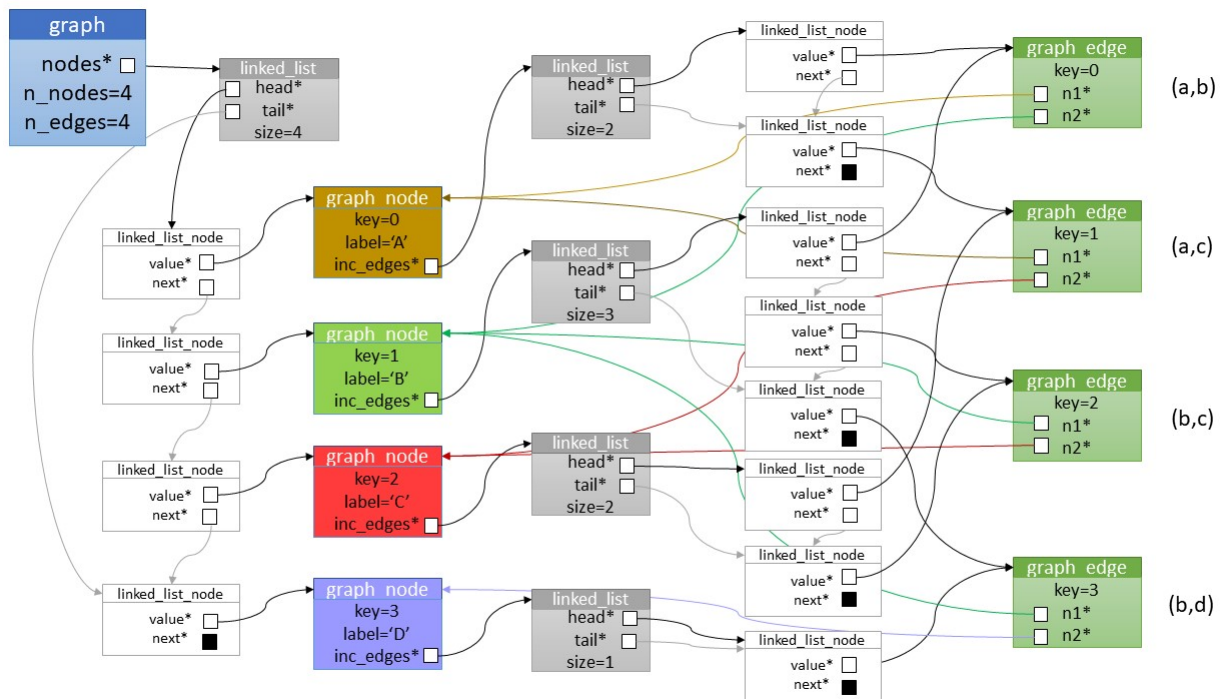 graph
nodes*
n_nodes=4
n_edges=4
linked_list
head*
tail*
size=4
linked_list_node
value*
next*
linked_list_node
value*
next*
linked_list_node
value*
next*
linked_list_node
value*
next*
graph_node
key=0
label='A'
inc_edges*
graph_node
key=1
label='B'
inc_edges*
graph_node
key=2
label='C'
inc_edges*
graph_node
key=3
label='D'
inc_edges*
linked_list
head*
tail*
size=2
linked_list
head*
tail*
size=3
linked_list
head*
tail*
size=2
linked_list
head*
tail*
size=1
linked_list_node
value*
next*
linked_list_node
value*
next*
linked_list_node
value*
next*
linked_list_node
value*
next*
linked_list_node
value*
next*
linked_list_node
value*
next*
linked_list_node
value*
next*
linked_list_node
value*
next*
graph_edge
key=0
n1*
n2*
(a,b)
graph_edge
key=1
n1*
n2*
(a,c)
graph_edge
key=2
n1*
n2*
(b,c)
graph_edge
key=3
n1*
n2*
(b,d)